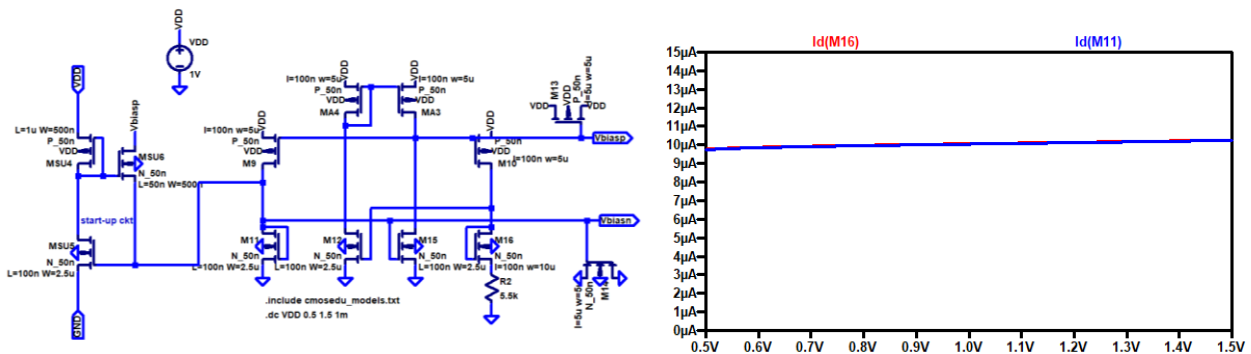 VDD
VDD
1V
VDD
L=1u W=500n
P_50n
VDD
MSU4
Vbiasp
MSU6
N_50n
L=50n W=500n
start-up ckt
MSU5
N_50n
L=100n W=2.5u
GND
l=100n w=5u
VDD
P_50n
VDD
M9
l=100n w=5u
VDD
P_50n
VDD
MA4
l=100n w=5u
VDD
P_50n
VDD
MA3
VDD
P_50n
VDD
l=100n w=5u
M10
M13
VDD
VDD
P_50n
l=5u w=5u
Vbiasp
Vbiasn
M11
N_50n
L=100n W=2.5u
M12
N_50n
L=100n W=2.5u
M15
N_50n
L=100n W=2.5u
M16
N_50n
l=100n w=10u
R2
5.5k
l=5u w=5u
N_50n
M14
.include cmosedu_models.txt
.dc VDD 0.5 1.5 1m
Id(M16) Id(M11)
15µA
14µA
13µA
12µA
11µA
10µA
9µA
8µA
7µA
6µA
5µA
4µA
3µA
2µA
1µA
0µA
0.5V 0.6V 0.7V 0.8V 0.9V 1.0V 1.1V 1.2V 1.3V 1.4V 1.5V